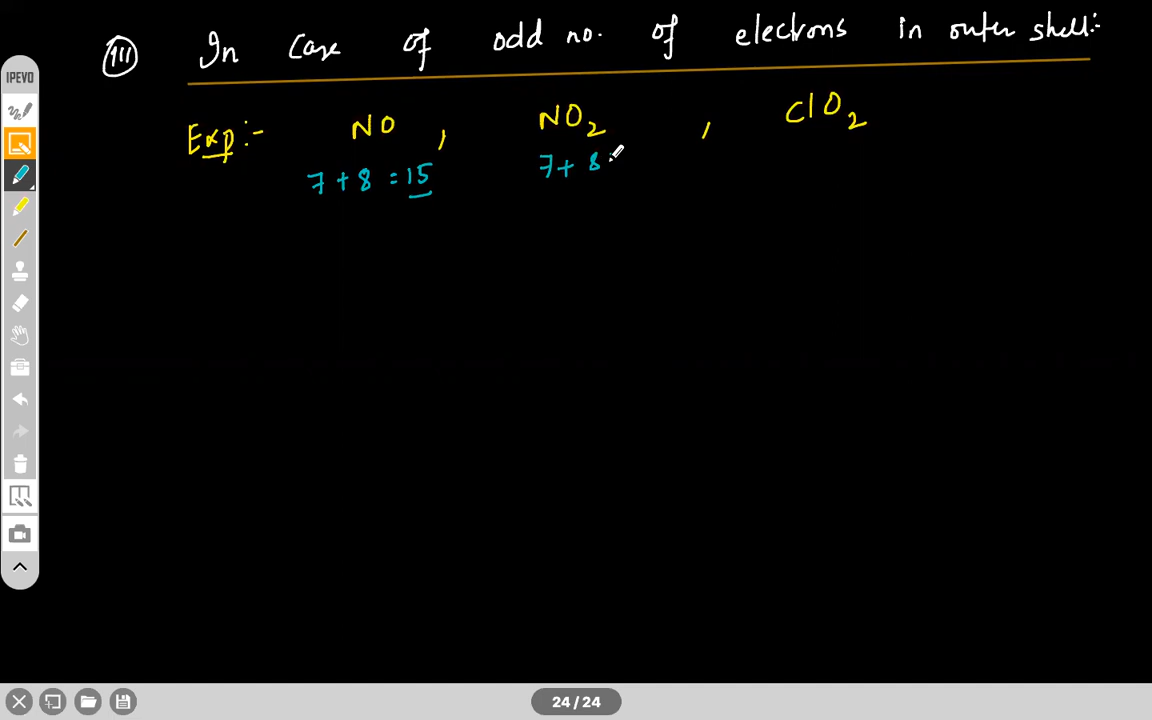 IPEVO
(III) In Case of odd no. of electrons in outer shell:-
Exp:- NO , NO2 , ClO2
7+8 =15 7+ 8
24 / 24